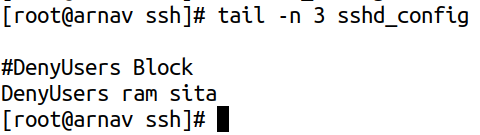 [root@arnav ssh]# tail -n 3 sshd_config
#DenyUsers Block
DenyUsers ram sita
[root@arnav ssh]#